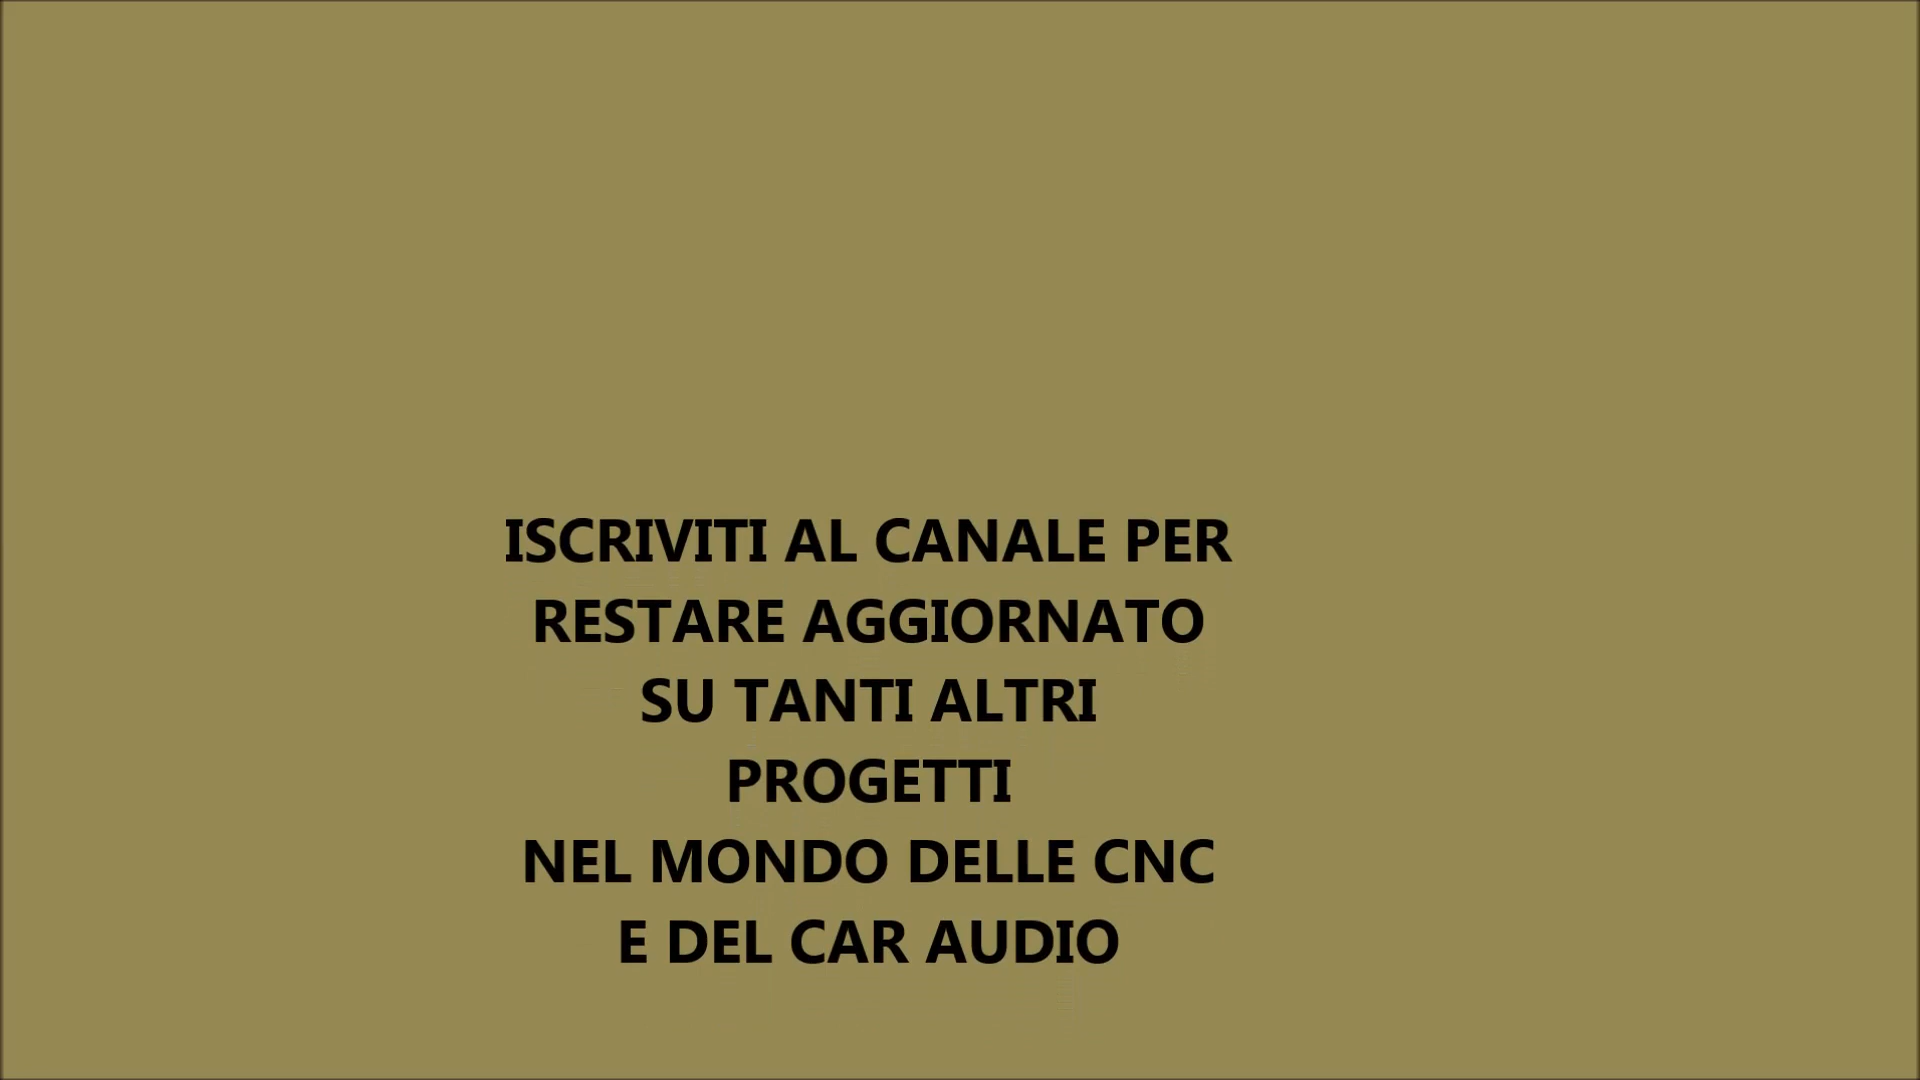 ISCRIVITI AL CANALE PER
RESTARE AGGIORNATO
SU TANTI ALTRI
PROGETTI
NEL MONDO DELLE CNC
E DEL CAR AUDIO